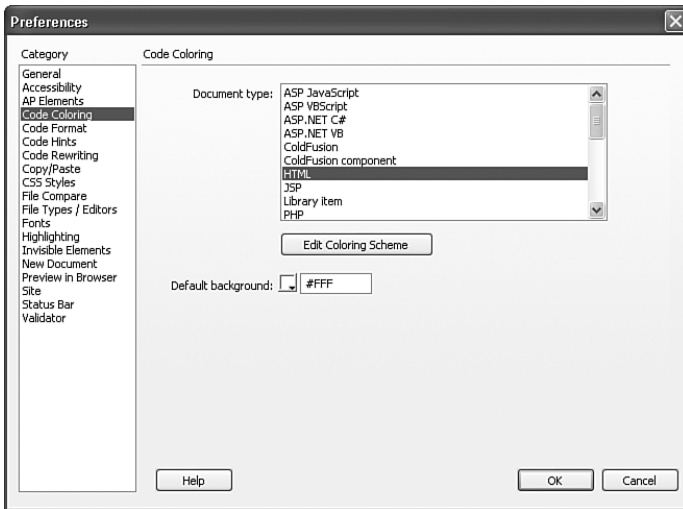 Preferences
Category
General
Accessibility
AP Elements
Code Coloring
Code Format
Code Hints
Code Rewriting
Copy/Paste
CSS Styles
File Compare
File Types / Editors
Fonts
Highlighting
Invisible Elements
New Document
Preview in Browser
Site
Status Bar
Validator
Code Coloring
Document type:
ASP JavaScript
ASP VBScript
ASP.NET C#
ASP.NET VB
ColdFusion
ColdFusion component
HTML
JSP
Library item
PHP
Edit Coloring Scheme
Default background: #FFF
Help OK Cancel